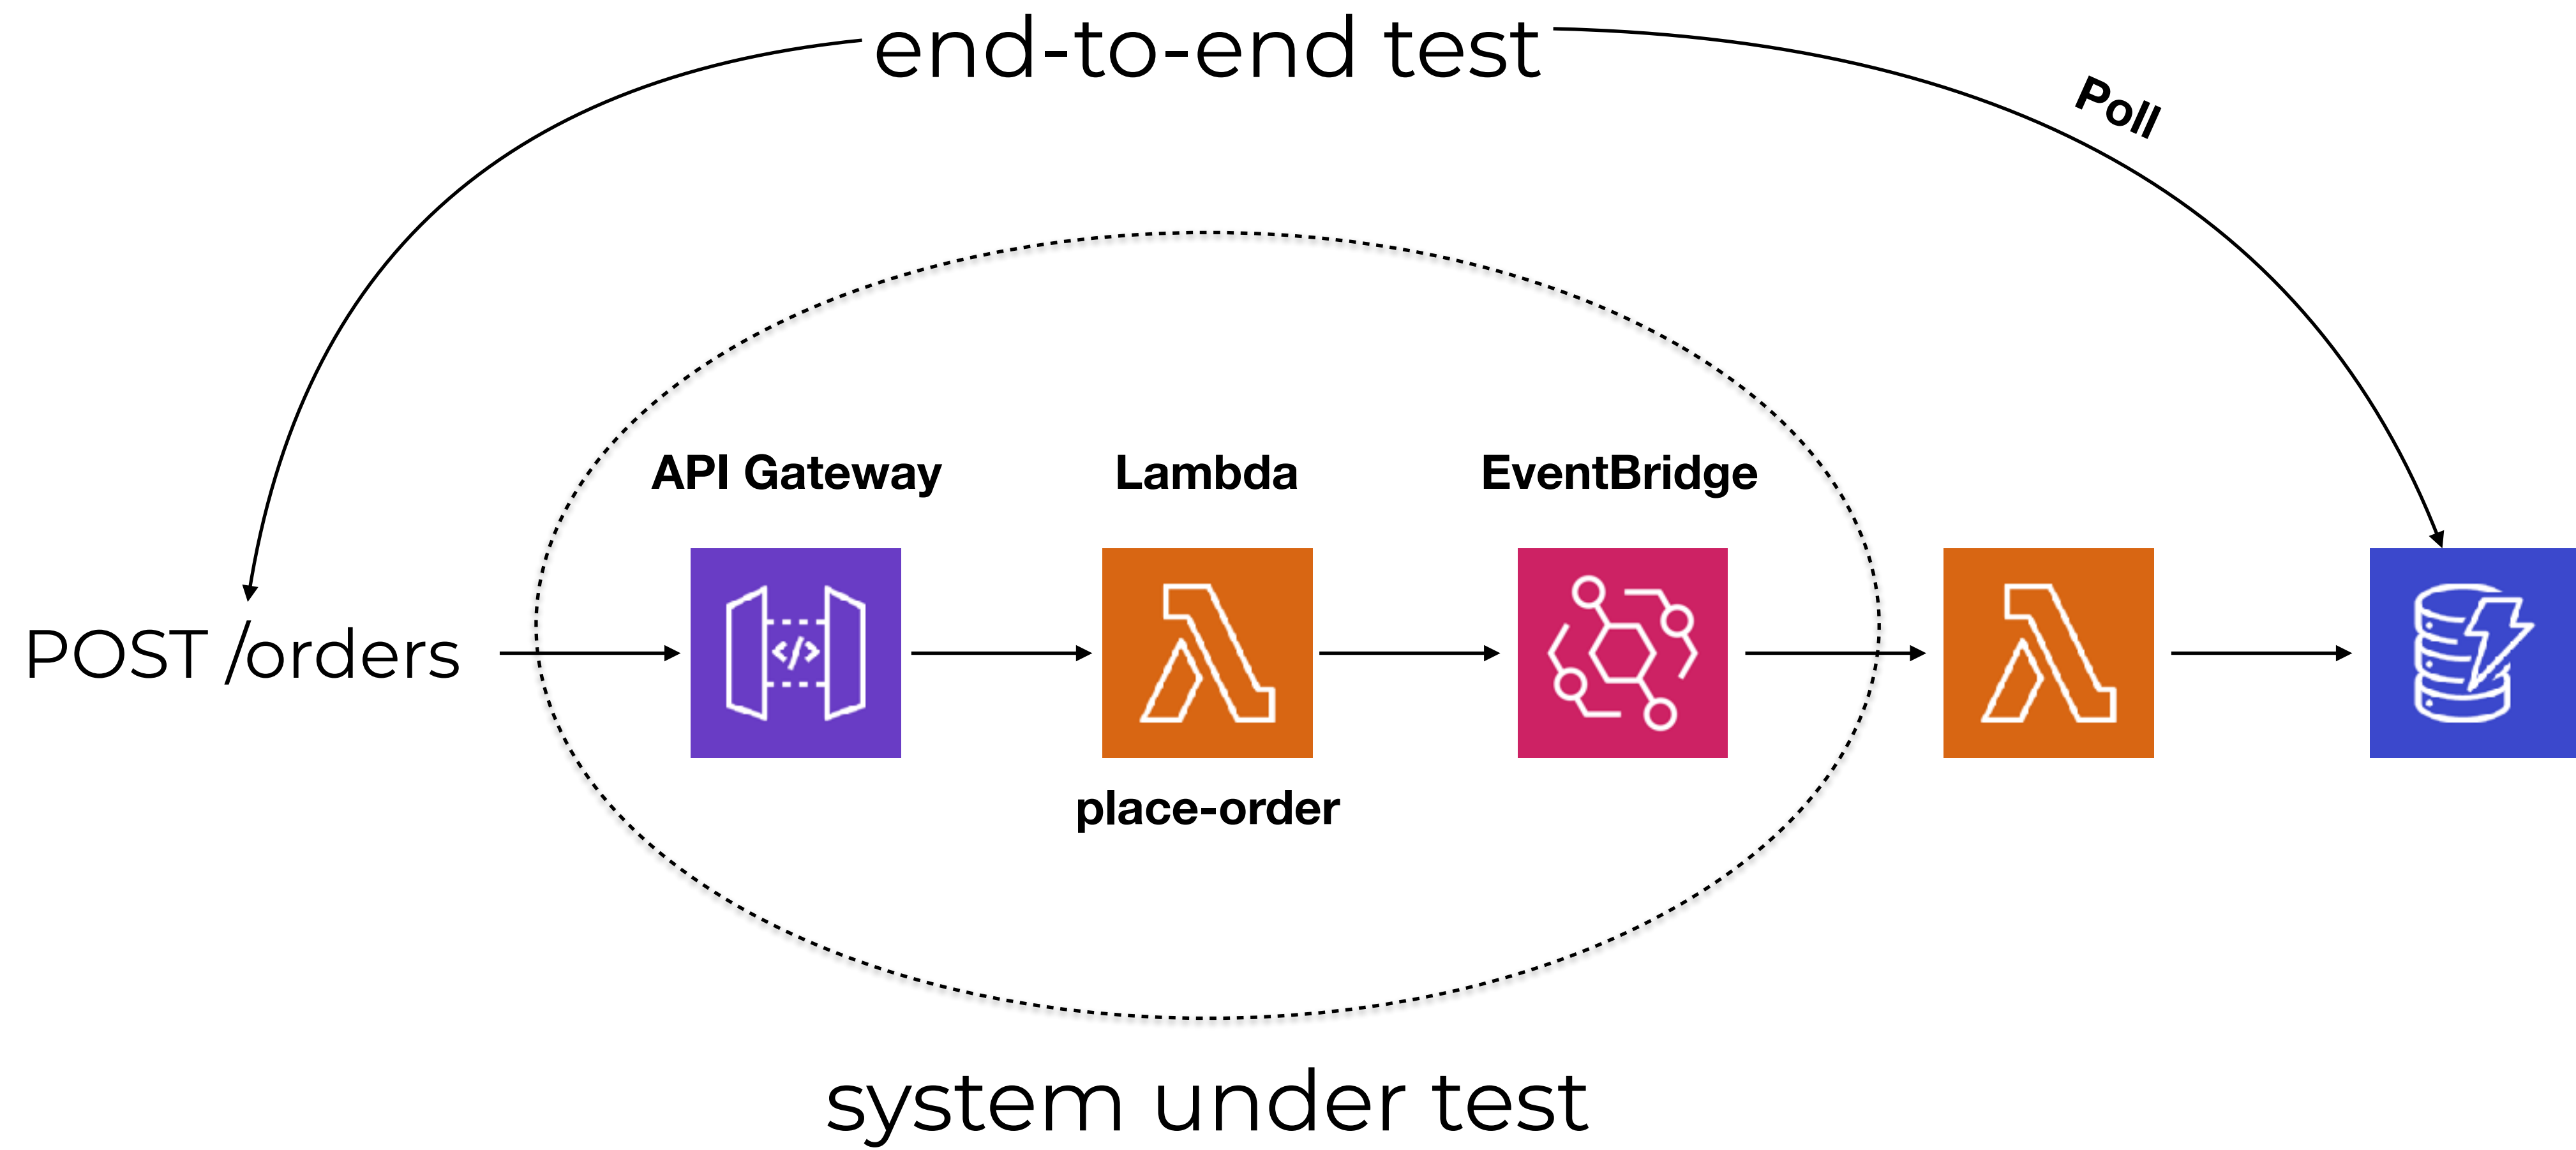 end-to-end test
Poll
API Gateway
Lambda
EventBridge
POST /orders
</>
place-order
system under test